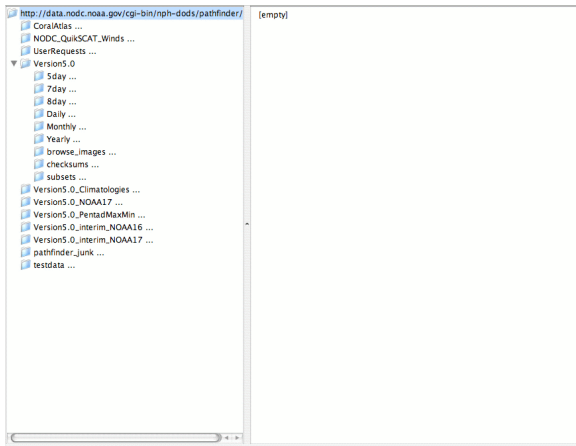 http://data.nodc.noaa.gov/cgi-bin/nph-dods/pathfinder/
[empty]
CoralAtlas ...
NODC_QuikSCAT_Winds ...
UserRequests ...
Version5.0
5day ...
7day ...
8day ...
Daily ...
Monthly ...
Yearly ...
browse_images ...
checksums ...
subsets ...
Version5.0_Climatologies ...
Version5.0_NOAA17 ...
Version5.0_PentadMaxMin ...
Version5.0_interim_NOAA16 ...
Version5.0_interim_NOAA17 ...
pathfinder_junk ...
testdata ...